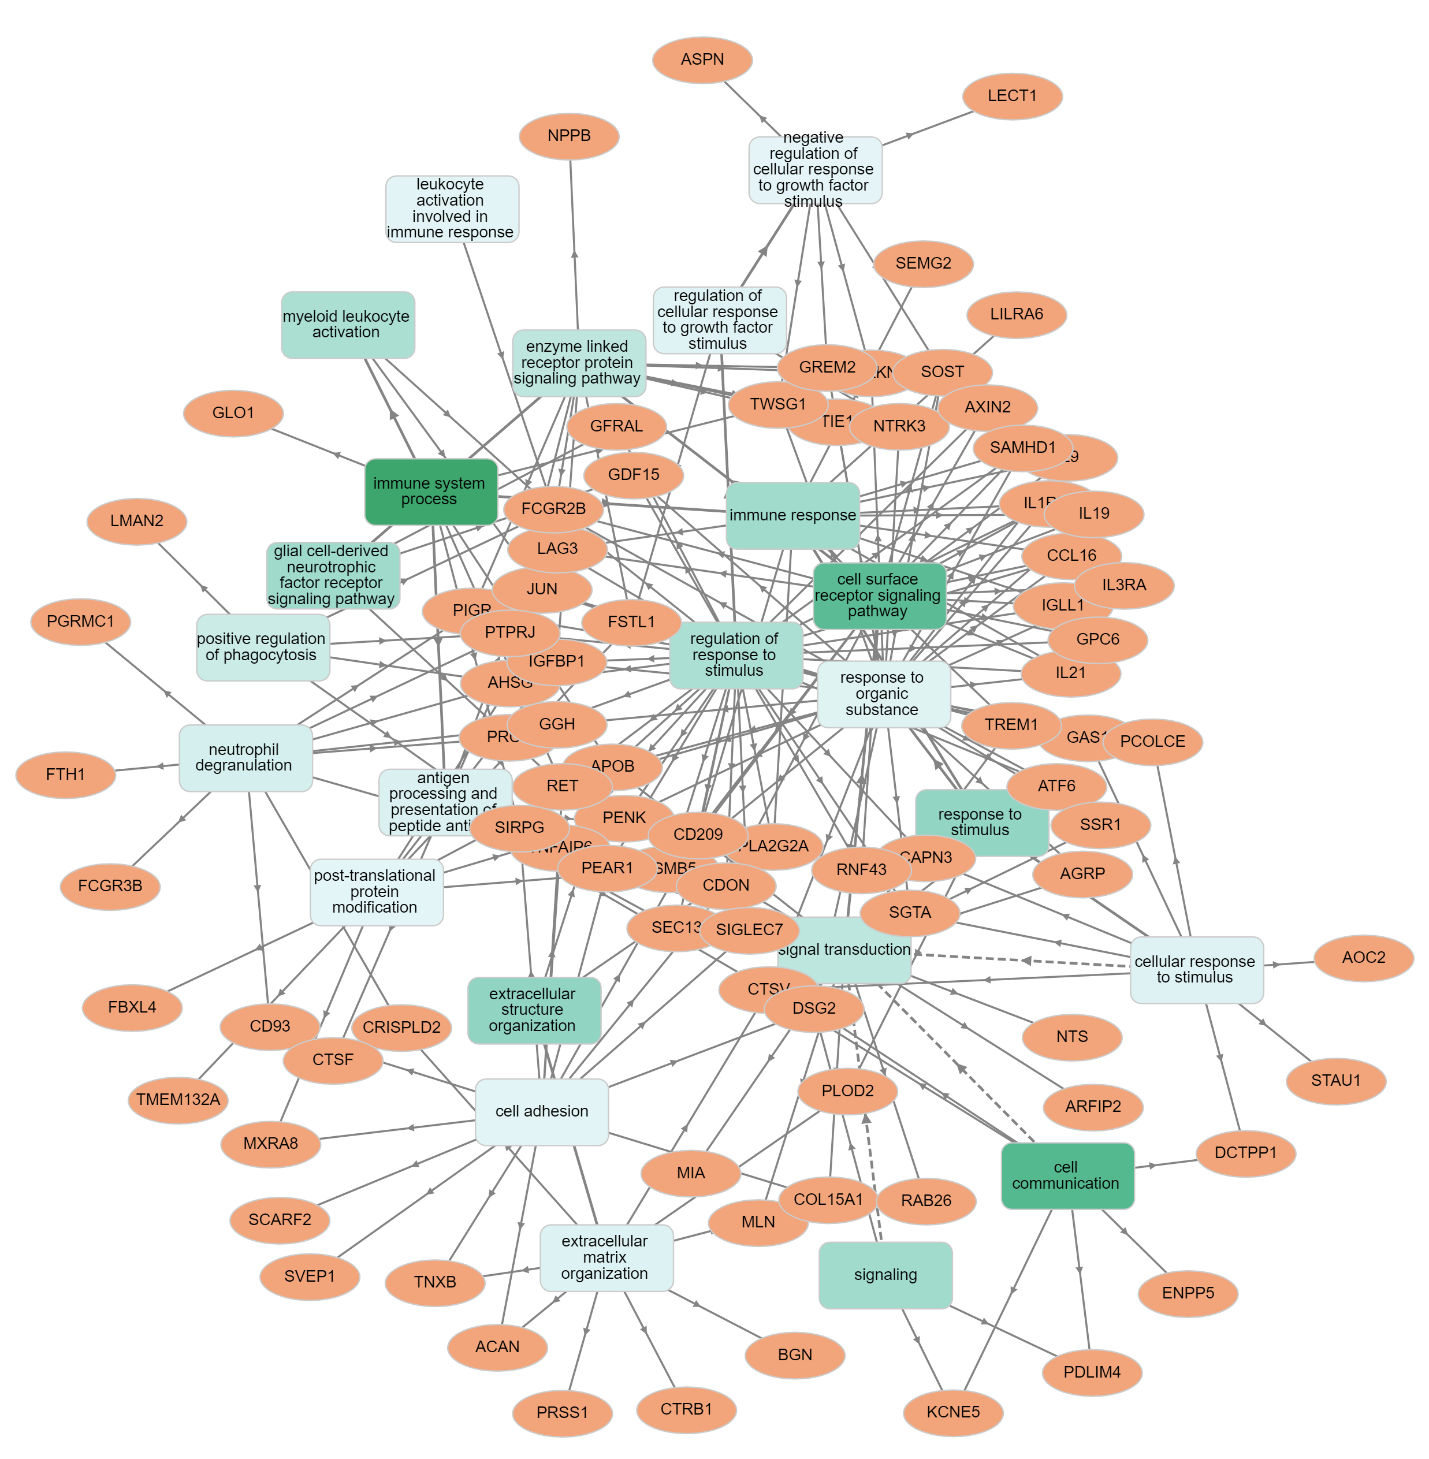 ASPN
LECT1
NPPB
negative
regulation of
cellular response
to growth factor
stimulus
leukocyte
activation
involved in
immune response
SEMG2
myeloid leukocyte
activation
regulation of
cellular response
to growth factor
stimulus
LILRA6
enzyme linked
receptor protein
signaling pathway
GREM2
SOST
GLO1
TWSG1
TIE1
NTRK3
AXIN2
GFRAL
SAMHD1
GDF15
immune system
process
FCGR2B
immune response
IL19
LMAN2
LAG3
CCL16
glial cell-derived
neurotrophic
factor receptor
signaling pathway
JUN
cell surface
receptor signaling
pathway
IL3RA
PIGR
IGLL1
PGRMC1
FSTL1
PTPRJ
GPC6
positive regulation
of phagocytosis
regulation of
response to
stimulus
IGFBP1
IL21
AHSG
response to
organic
substance
GGH
TREM1
PCOLCE
neutrophil
degranulation
FTH1
APOB
RET
ATF6
antigen
processing and
presentation of
PENK
SIRPG
response to
stimulus
SSR1
CD209
PLA2G2A
CAPN3
PEAR1
RNF43
AGRP
FCGR3B
post-translational
protein
modification
CDON
SGTA
SEC13
SIGLEC7
signal transduction
AOC2
cellular response
to stimulus
CTSV
FBXL4
extracellular
structure
organization
DSG2
CD93
CRISPLD2
NTS
CTSF
STAU1
PLOD2
TMEM132A
cell adhesion
ARFIP2
MXRA8
DCTPP1
MIA
cell
communication
COL15A1
RAB26
SCARF2
MLN
extracellular
matrix
organization
SVEP1
TNXB
signaling
ENPP5
ACAN
BGN
PDLIM4
PRSS1
CTRB1
KCNE5